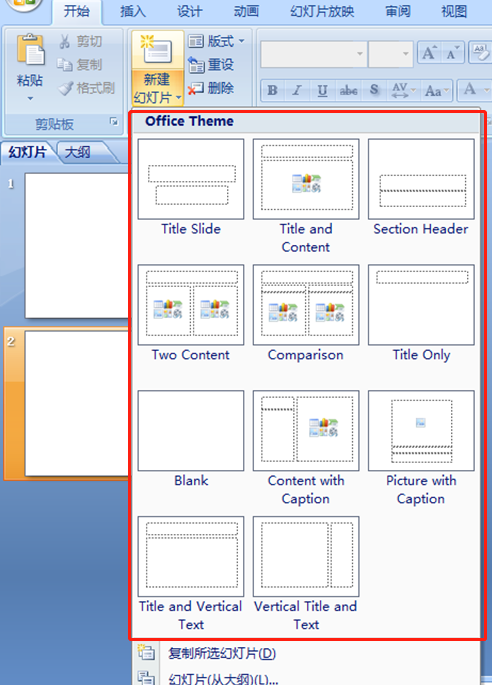 开始 插入 设计 动画 幻灯片放映 审阅 视图
粘贴
剪切
复制
格式刷
剪贴板
新建
幻灯片
版式
重设
删除
B I U abc S AV Aa A
幻灯片 大纲
1
2
Office Theme
Title Slide
Title and
Content
Section Header
Two Content
Comparison
Title Only
Blank
Content with
Caption
Picture with
Caption
Title and Vertical
Text
Vertical Title and
Text
复制所选幻灯片(D)
幻灯片(从大纲)(L)...